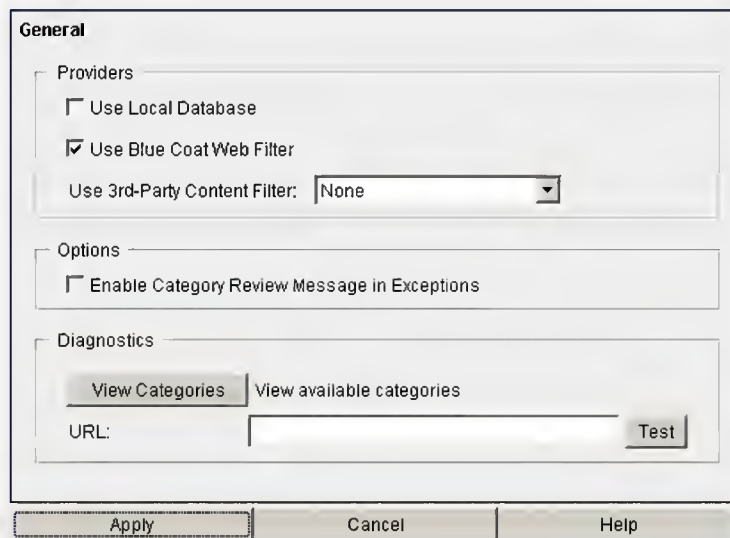 General
Providers
Use Local Database
Use Blue Coat Web Filter
Use 3rd-Party Content Filter: None
Options
Enable Category Review Message in Exceptions
Diagnostics
View Categories View available categories
URL: Test
Apply Cancel Help